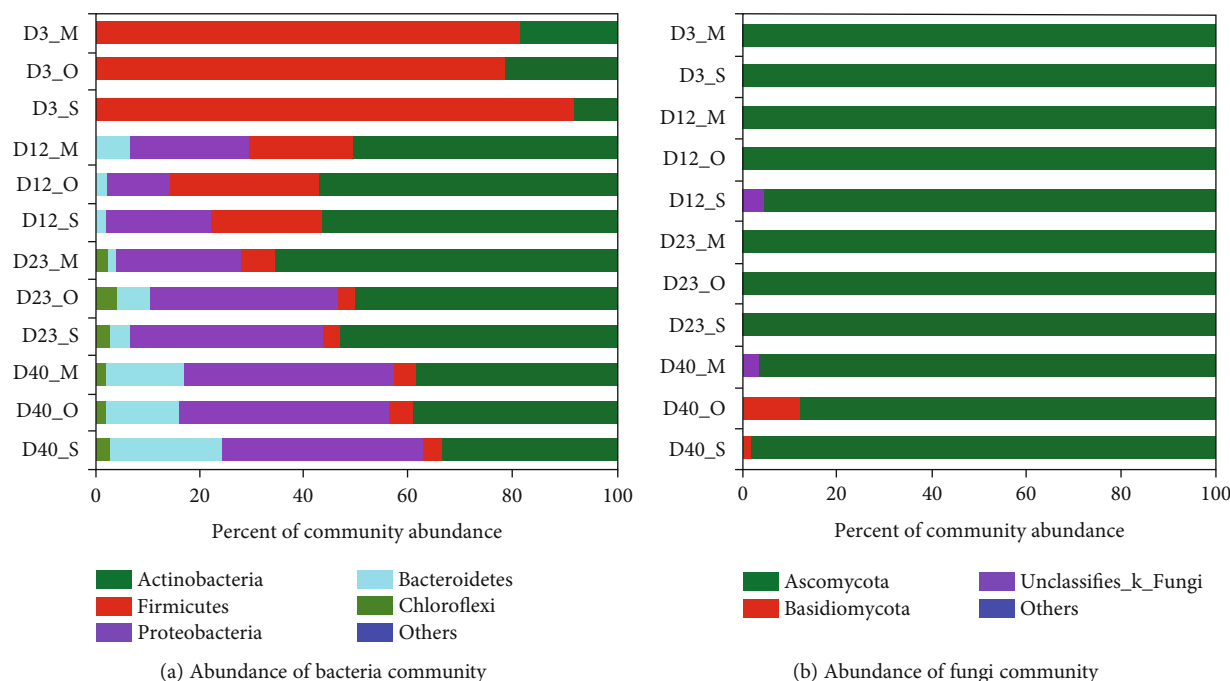 D3_M
D3_O
D3_S
D12_M
D12_O
D12_S
D23_M
D23_O
D23_S
D40_M
D40_O
D40_S
0 20 40 60 80 100
Percent of community abundance
Actinobacteria Bacteroidetes
Firmicutes Chloroflexi
Proteobacteria Others
(a) Abundance of bacteria community
D3_M
D3_S
D12_M
D12_O
D12_S
D23_M
D23_O
D23_S
D40_M
D40_O
D40_S
0 20 40 60 80 100
Percent of community abundance
Ascomycota Unclassifies_k_Fungi
Basidiomycota Others
(b) Abundance of fungi community